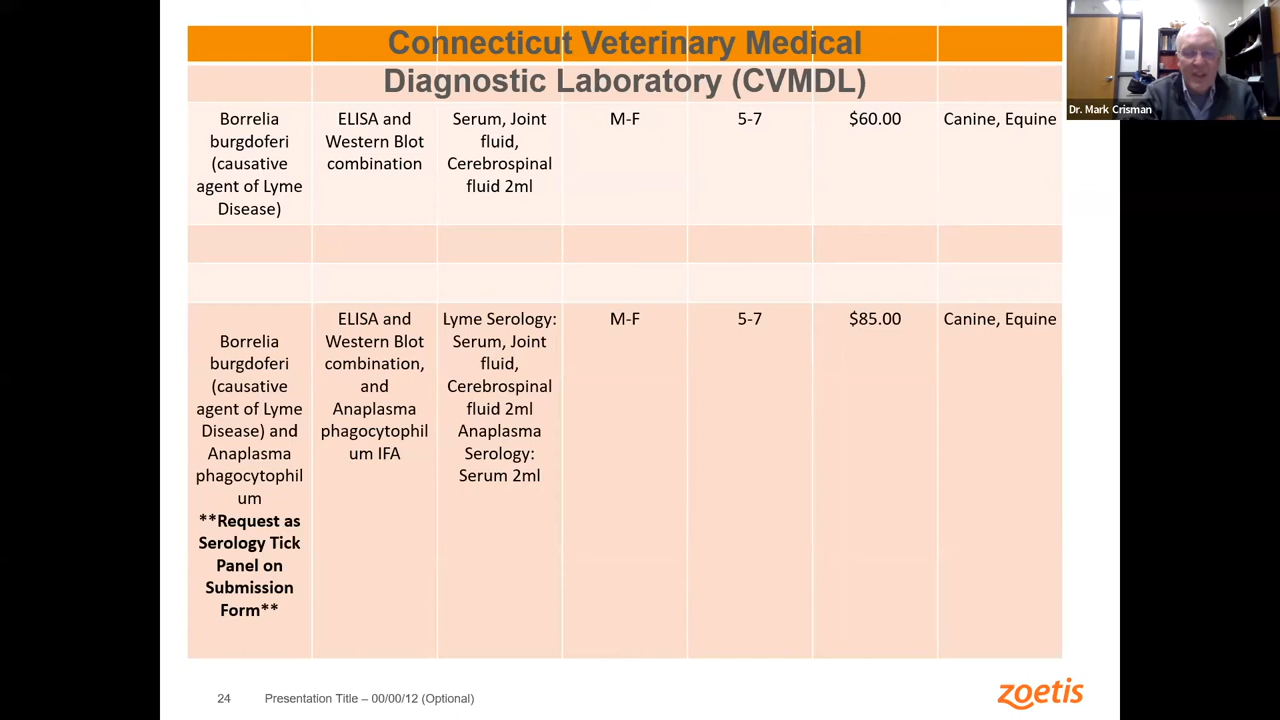 Connecticut Veterinary Medical
Diagnostic Laboratory (CVMDL)
Dr. Mark Crisman
Borrelia
burgdoferi
(causative
agent of Lyme
Disease)
ELISA and
Western Blot
combination
Serum, Joint
fluid,
Cerebrospinal
fluid 2ml
M-F
5-7
$60.00
Canine, Equine
Borrelia
burgdoferi
(causative
agent of Lyme
Disease) and
Anaplasma
phagocytophil
um
**Request as
Serology Tick
Panel on
Submission
Form**
ELISA and
Western Blot
combination,
and
Anaplasma
phagocytophil
um IFA
Lyme Serology:
Serum, Joint
fluid,
Cerebrospinal
fluid 2ml
Anaplasma
Serology:
Serum 2ml
M-F
5-7
$85.00
Canine, Equine
24
Presentation Title – 00/00/12 (Optional)
zoetis